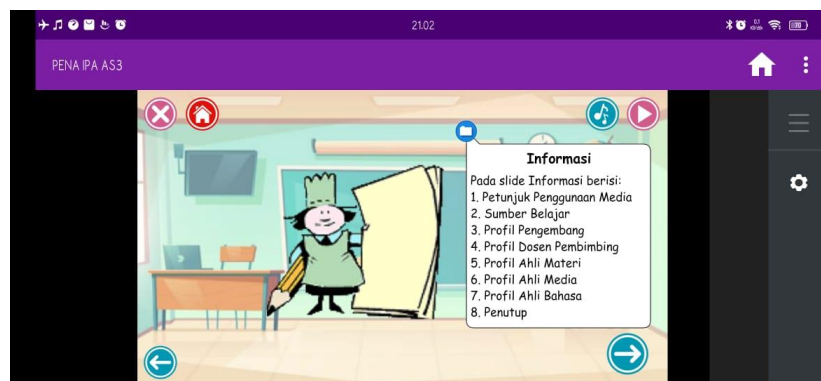 21.02
PENA IPA AS3
Informasi
Pada slide Informasi berisi:
1. Petunjuk Penggunaan Media
2. Sumber Belajar
3. Profil Pengembang
4. Profil Dosen Pembimbing
5. Profil Ahli Materi
6. Profil Ahli Media
7. Profil Ahli Bahasa
8. Penutup